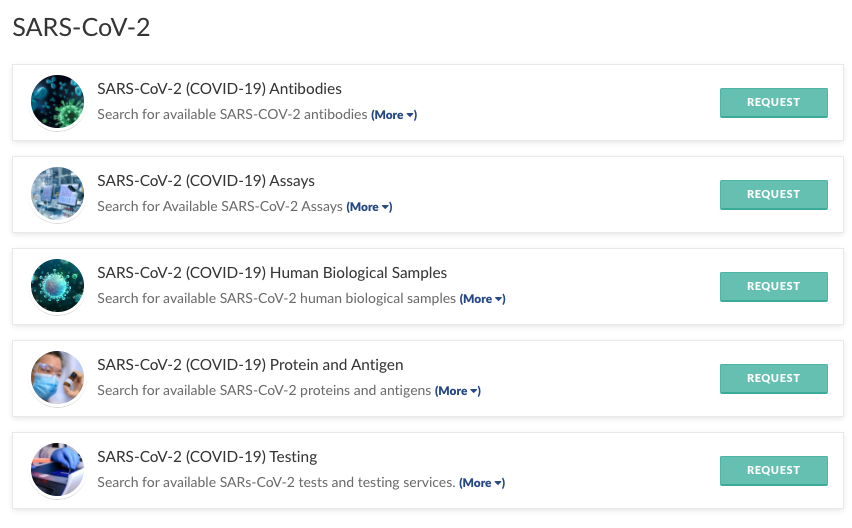 SARS-CoV-2
SARS-CoV-2 (COVID-19) Antibodies
Search for available SARS-COV-2 antibodies (More ▾)
REQUEST
SARS-CoV-2 (COVID-19) Assays
Search for Available SARS-CoV-2 Assays (More ▾)
REQUEST
SARS-CoV-2 (COVID-19) Human Biological Samples
Search for available SARs-CoV-2 human biological samples (More ▾)
REQUEST
SARS-CoV-2 (COVID-19) Protein and Antigen
Search for available SARs-CoV-2 proteins and antigens (More ▾)
REQUEST
SARS-CoV-2 (COVID-19) Testing
Search for available SARs-CoV-2 tests and testing services. (More ▾)
REQUEST